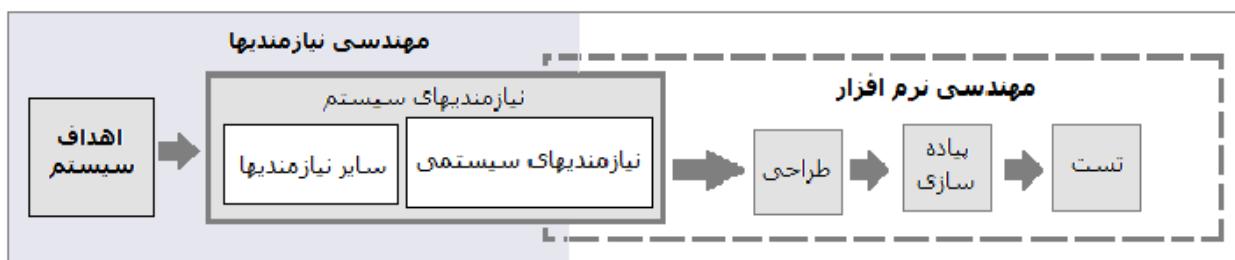 مهندسی نیازمندیها
مهندسی نرم افزار
اهداف
سیستم
نیازمندیهای سیستم
سایر نیازمندیها
نیازمندیهای سیستمی
طراحی
پیاده
سازی
تست